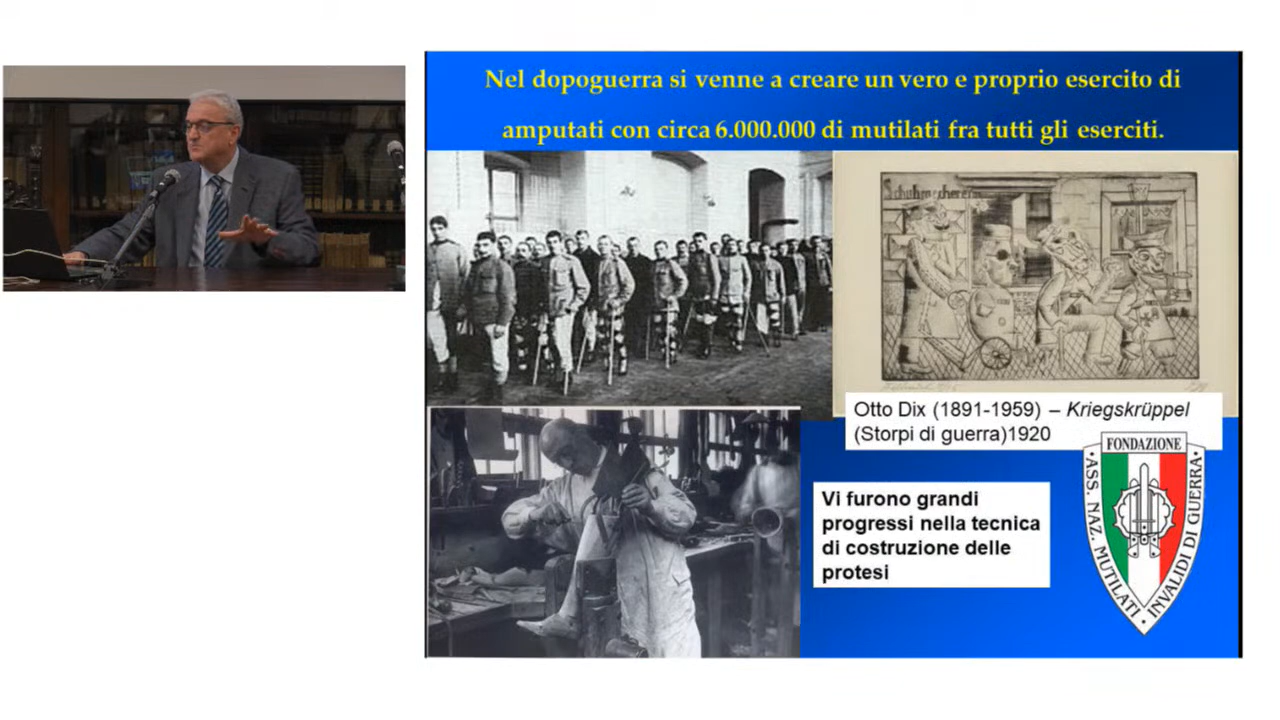 Nel dopoguerra si venne a creare un vero e proprio esercito di
amputati con circa 6.000.000 di mutilati fra tutti gli eserciti.
Otto Dix (1891-1959) – Kriegskrüppel
(Storpi di guerra)1920
Vi furono grandi
progressi nella tecnica
di costruzione delle
protesi
FONDAZIONE
• ASS. NAZ. MUTILATI • INVALIDI DI GUERRA •